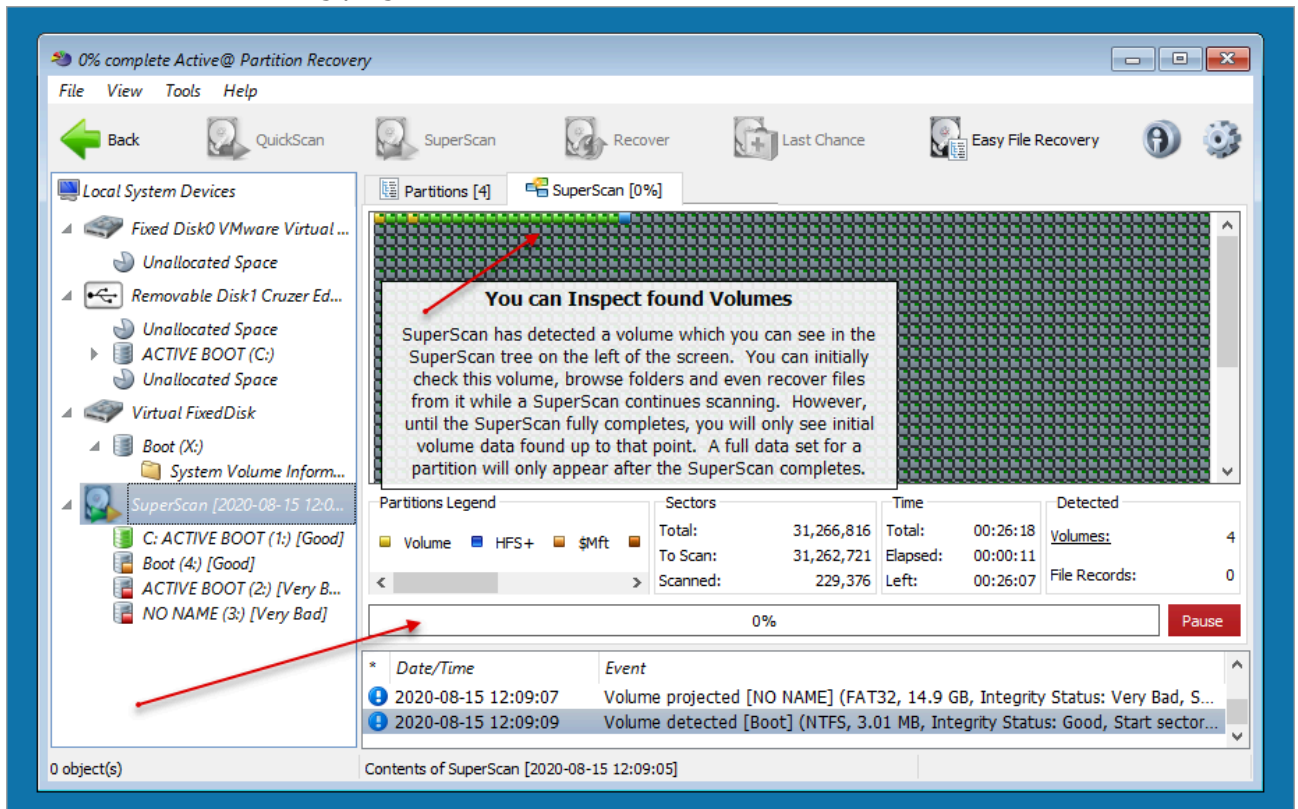 0% complete Active@ Partition Recovery
File View Tools Help
Back QuickScan SuperScan Recover Last Chance Easy File Recovery
Local System Devices
Fixed Disk0 VMware Virtual ...
Unallocated Space
Removable Disk1 Cruzer Ed...
Unallocated Space
ACTIVE BOOT (C:)
Unallocated Space
Virtual FixedDisk
Boot (X:)
System Volume Inform...
SuperScan [2020-08-15 12:0...
C: ACTIVE BOOT (1:) [Good]
Boot (4:) [Good]
ACTIVE BOOT (2:) [Very B...
NO NAME (3:) [Very Bad]
Partitions [4] SuperScan [0%]
You can Inspect found Volumes
SuperScan has detected a volume which you can see in the
SuperScan tree on the left of the screen. You can initially
check this volume, browse folders and even recover files
from it while a SuperScan continues scanning. However,
until the SuperScan fully completes, you will only see initial
volume data found up to that point. A full data set for a
partition will only appear after the SuperScan completes.
Partitions Legend
Volume HFS+ $Mft
Sectors
Total: 31,266,816
To Scan: 31,262,721
Scanned: 229,376
Time
Total: 00:26:18
Elapsed: 00:00:11
Left: 00:26:07
Detected
Volumes: 4
File Records: 0
0%
Pause
* Date/Time Event
2020-08-15 12:09:07 Volume projected [NO NAME] (FAT32, 14.9 GB, Integrity Status: Very Bad, S...
2020-08-15 12:09:09 Volume detected [Boot] (NTFS, 3.01 MB, Integrity Status: Good, Start sector...
0 object(s) Contents of SuperScan [2020-08-15 12:09:05]